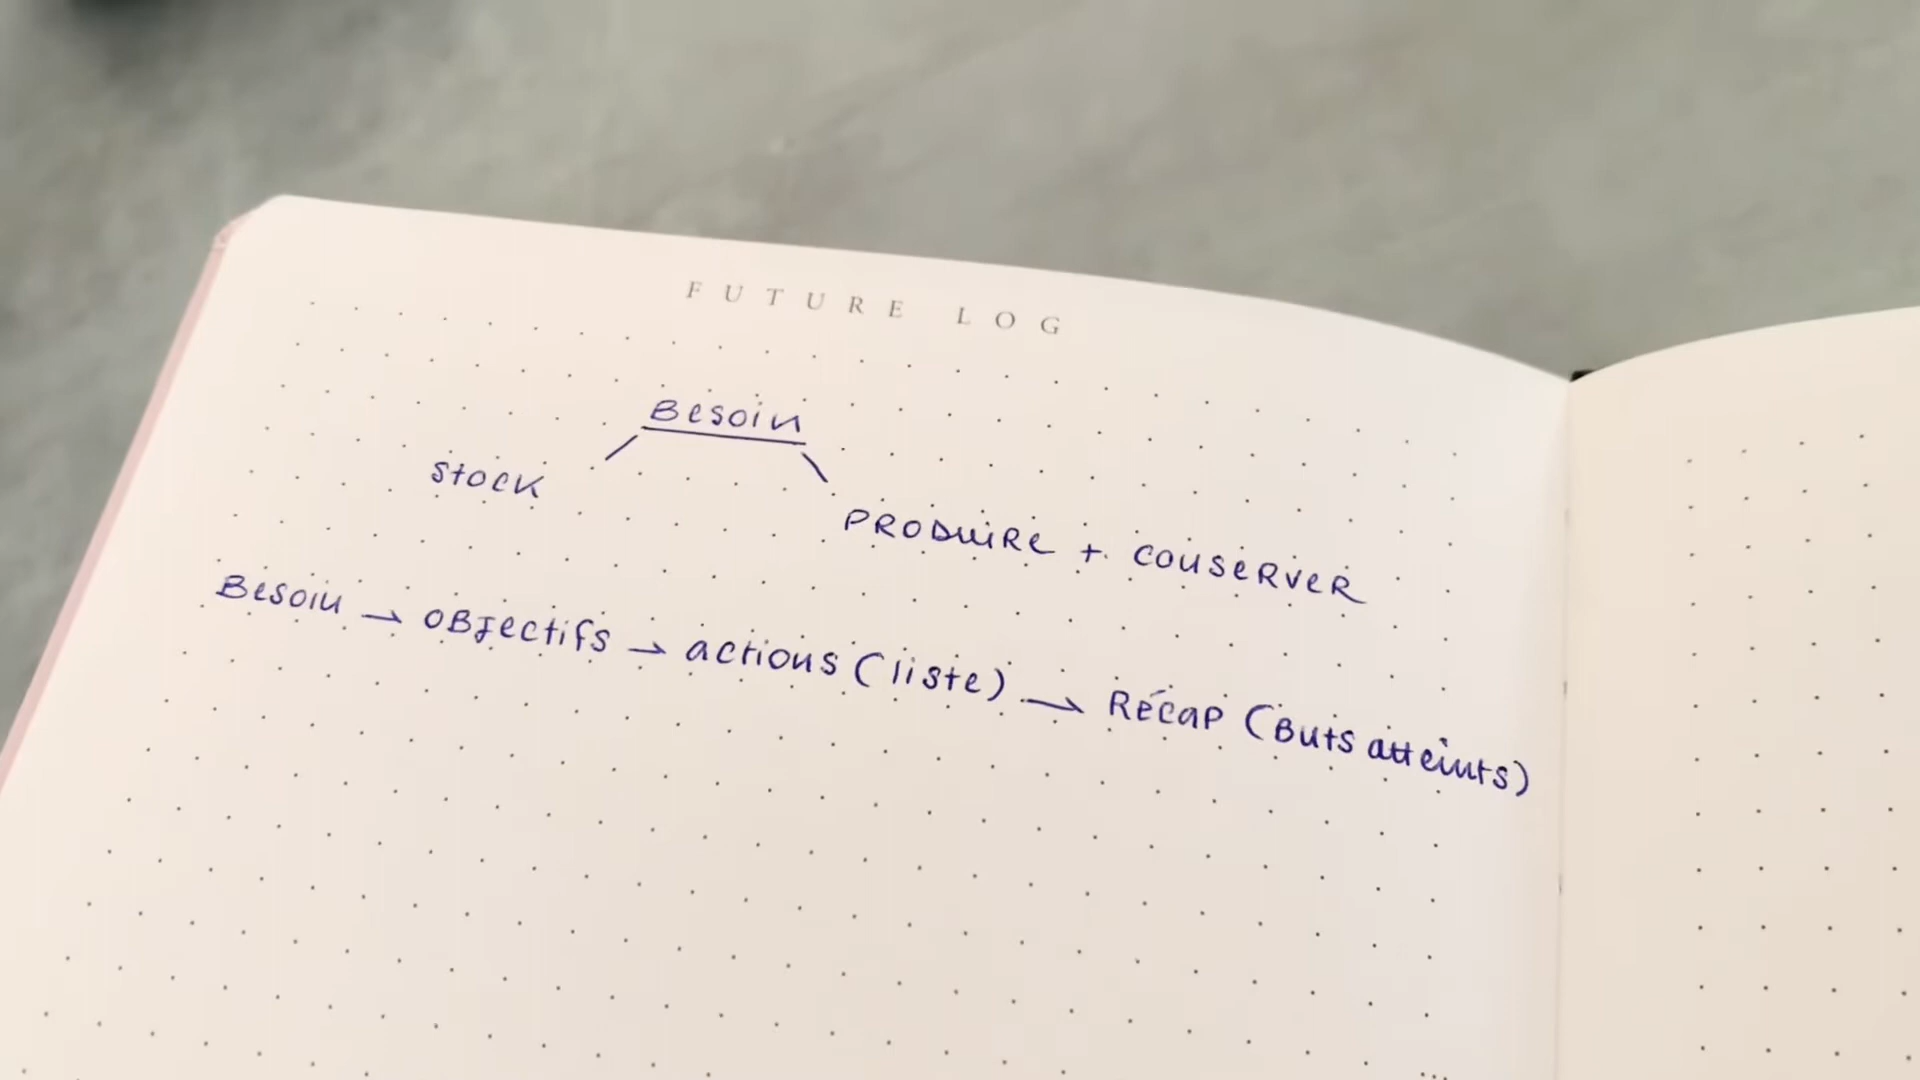 FUTURE LOG
Besoin
Stock
Produire + conserver
Besoin → objectifs → actions (liste) → Récap (Buts atteints)